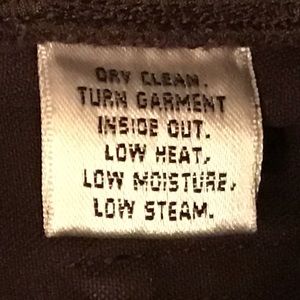 DRY CLEAN.
TURN GARMENT
INSIDE OUT.
LOW HEAT,
LOW MOISTURE,
LOW STEAM.